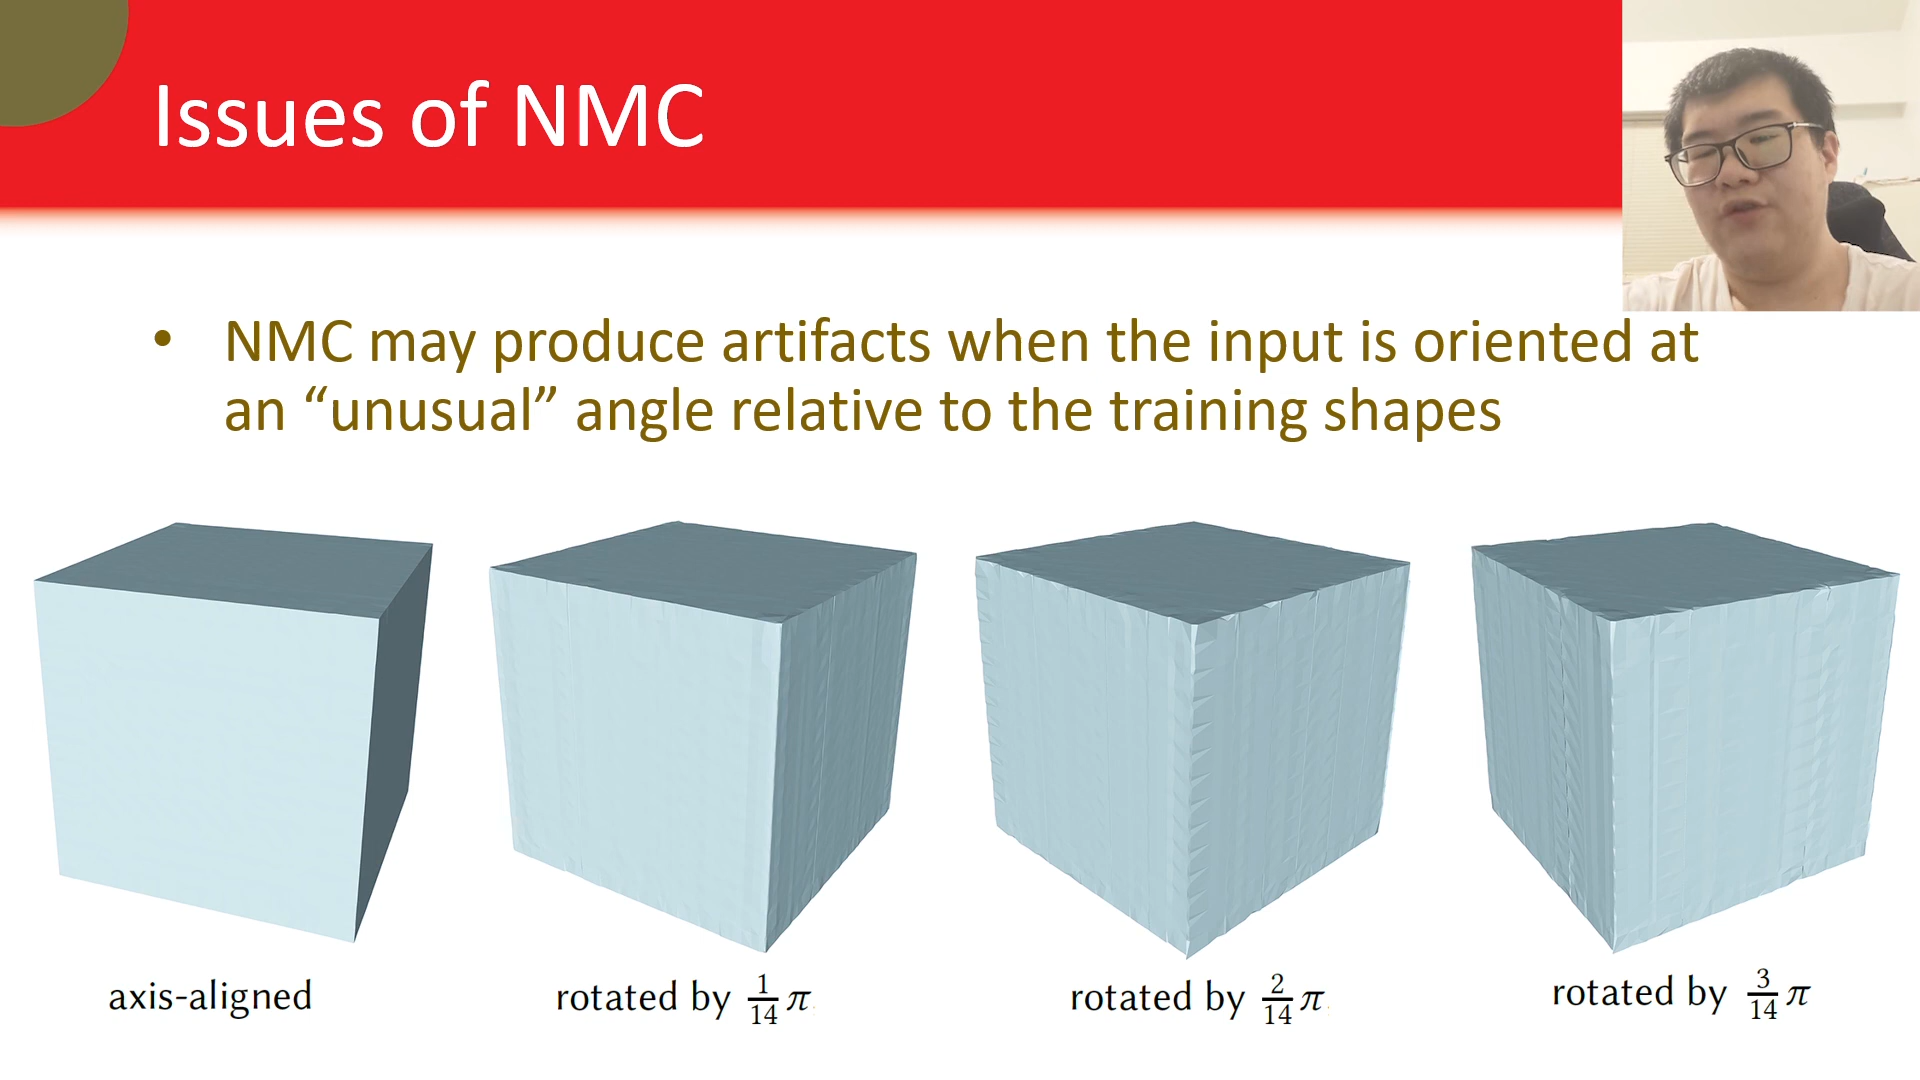 Issues of NMC
• NMC may produce artifacts when the input is oriented at
an “unusual” angle relative to the training shapes
axis-aligned
rotated by 1/14 π
rotated by 2/14 π
rotated by 3/14 π